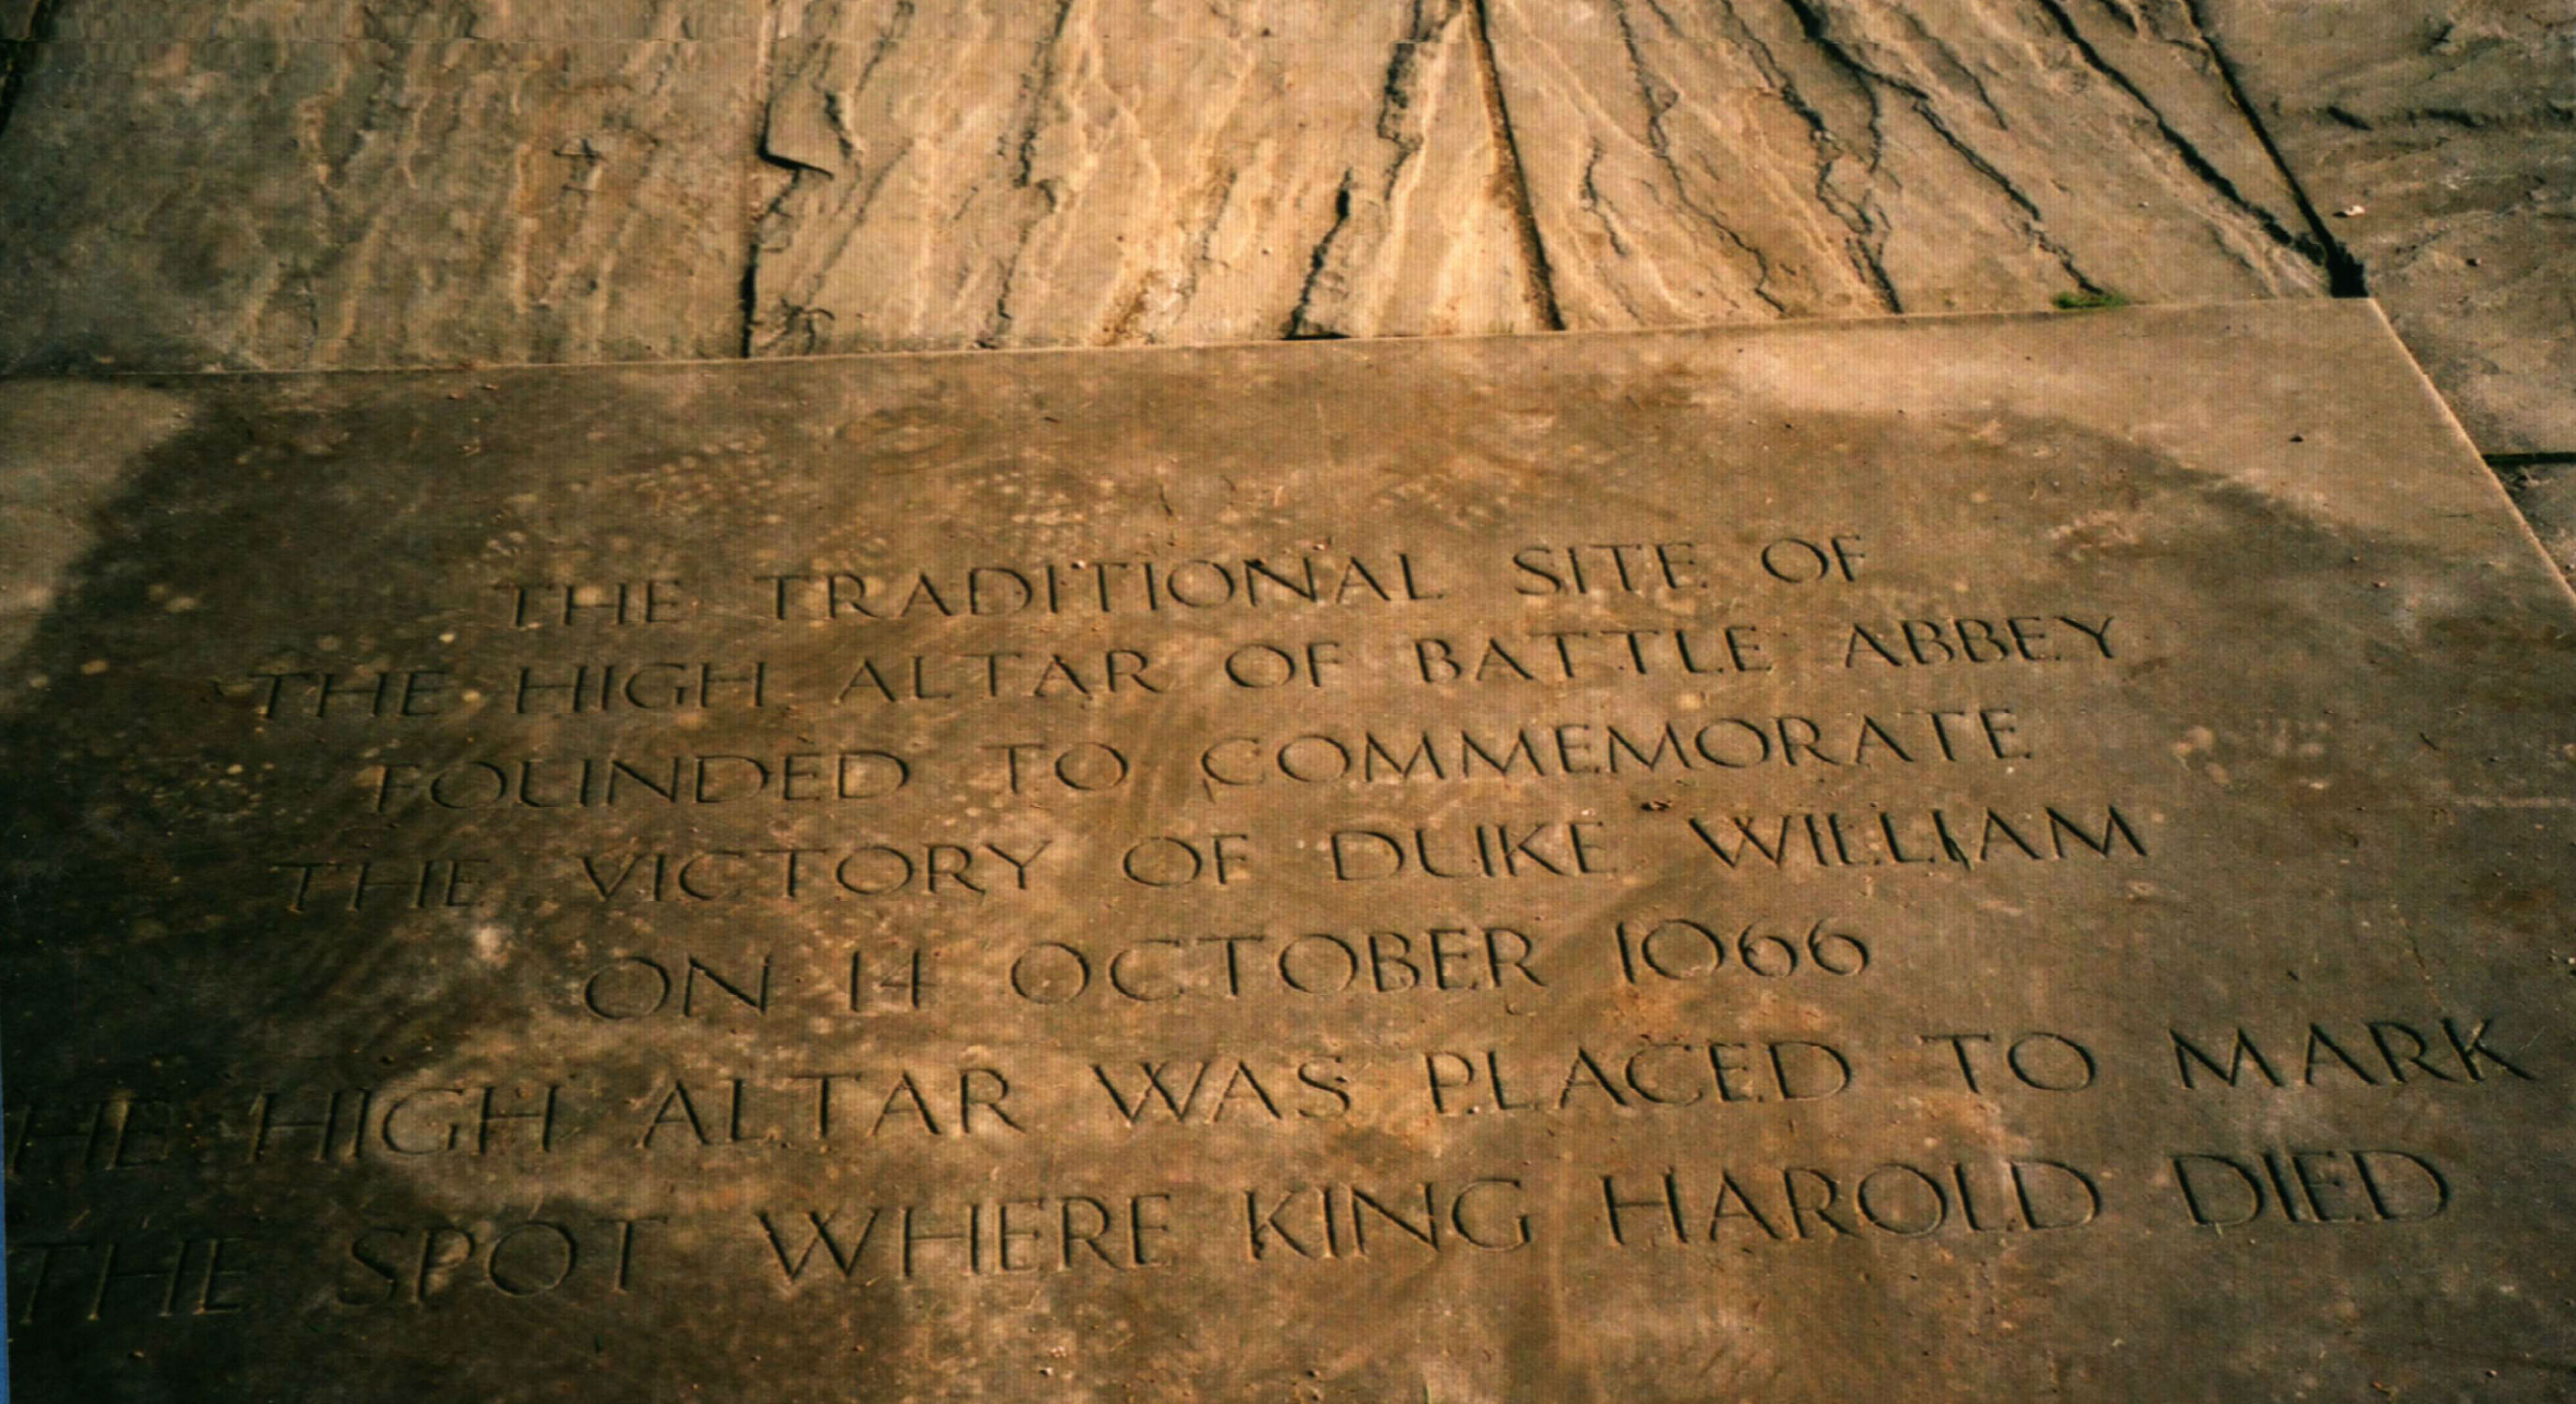 THE TRADITIONAL SITE OF
THE HIGH ALTAR OF BATTLE ABBEY
FOUNDED TO COMMEMORATE
THE VICTORY OF DUKE WILLIAM
ON 14 OCTOBER 1066
HE HIGH ALTAR WAS PLACED TO MARK
THE SPOT WHERE KING HAROLD DIED